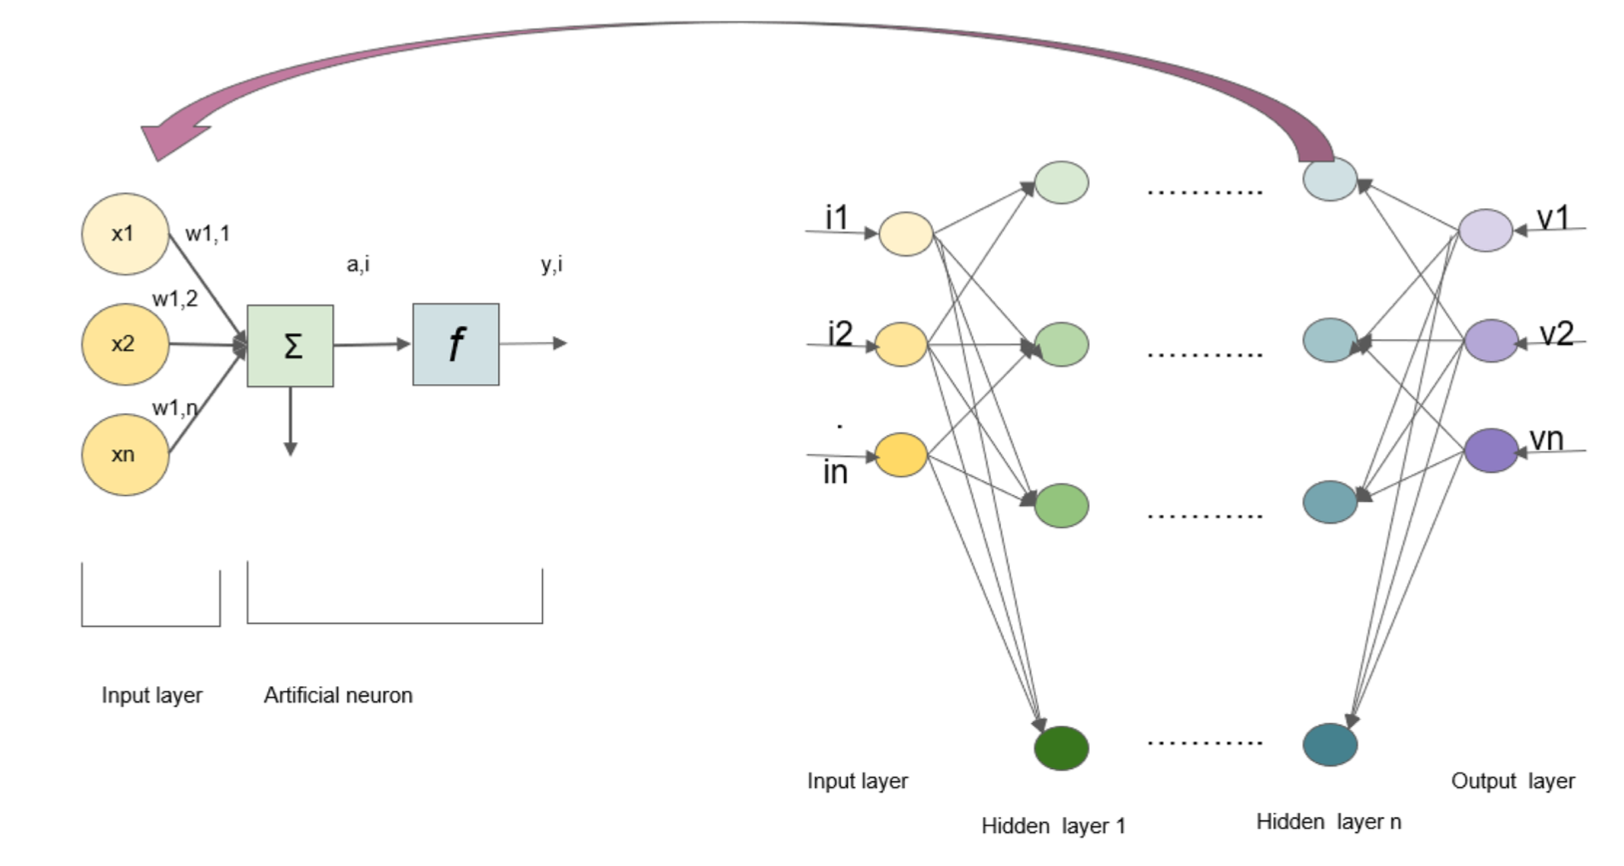 x1
w1,1
w1,2
x2
w1,n
xn
Σ
a,i
f
y,i
Input layer
Artificial neuron
i1
i2
.
in
...........
...........
...........
...........
v1
v2
vn
Input layer
Hidden layer 1
Hidden layer n
Output layer